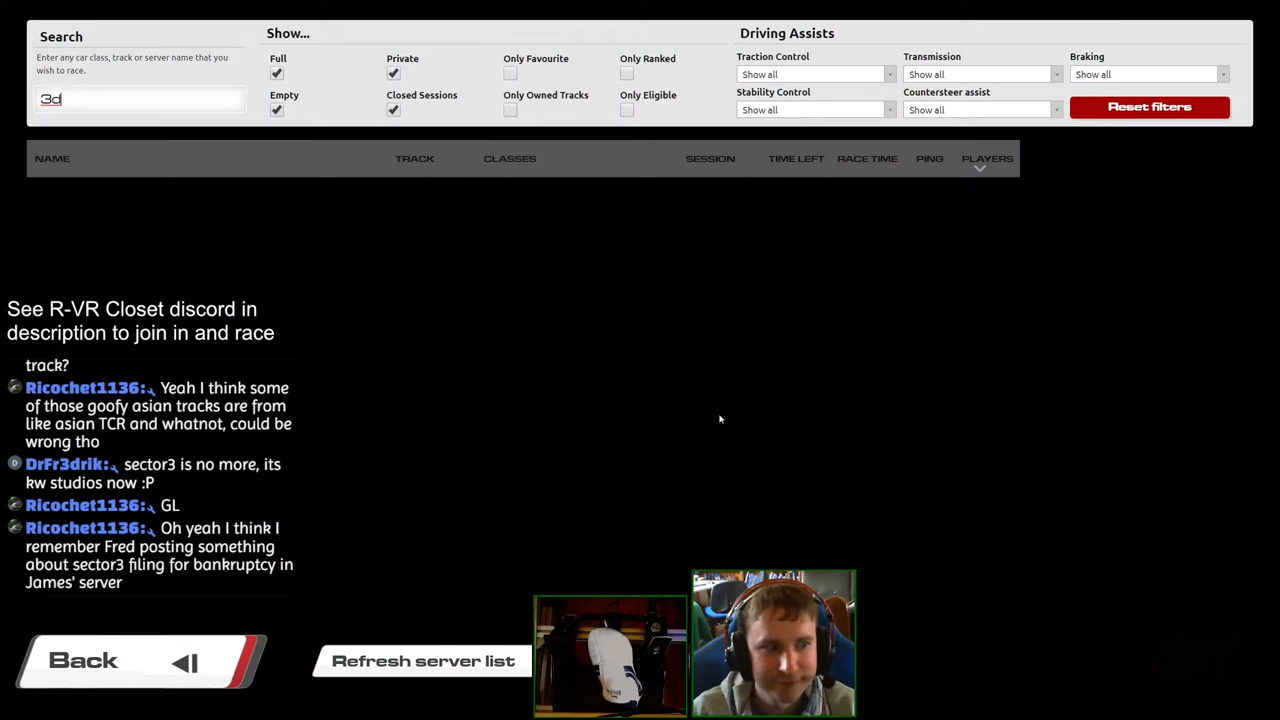 Search
Enter any car class, track or server name that you
wish to race.
3d
Show...
Full
Private
Only Favourite
Only Ranked
Empty
Closed Sessions
Only Owned Tracks
Only Eligible
Driving Assists
Traction Control
Show all
Transmission
Show all
Braking
Show all
Stability Control
Show all
Countersteer assist
Show all
Reset filters
NAME TRACK CLASSES SESSION TIME LEFT RACE TIME PING PLAYERS
See R-VR Closet discord in
description to join in and race
track?
Ricochet1136: Yeah I think some
of those goofy asian tracks are from
like asian TCR and whatnot, could be
wrong tho
D DrFr3drik: sector3 is no more, its
kw studios now :P
Ricochet1136: GL
Ricochet1136: Oh yeah I think I
remember Fred posting something
about sector3 filing for bankruptcy in
James' server
Back
Refresh server list